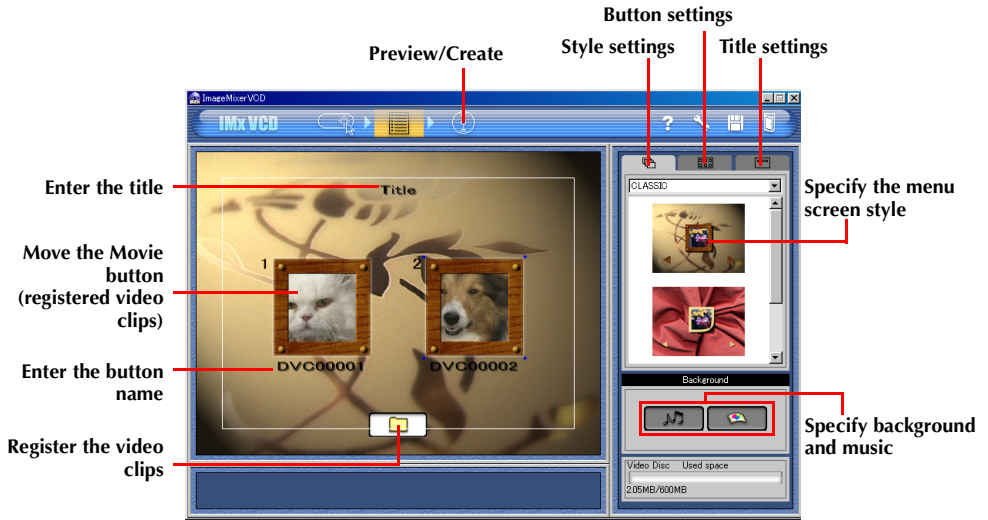 Button settings
Style settings
Title settings
Preview/Create
ImageMixerVCD
IMx VCD
?
Enter the title
Title
CLASSIC
Specify the menu
screen style
Move the Movie
button
(registered video
clips)
1
2
DVC00001
DVC00002
Enter the button
name
Background
Register the video
clips
Specify background
and music
Video Disc Used space
2.05MB/600MB